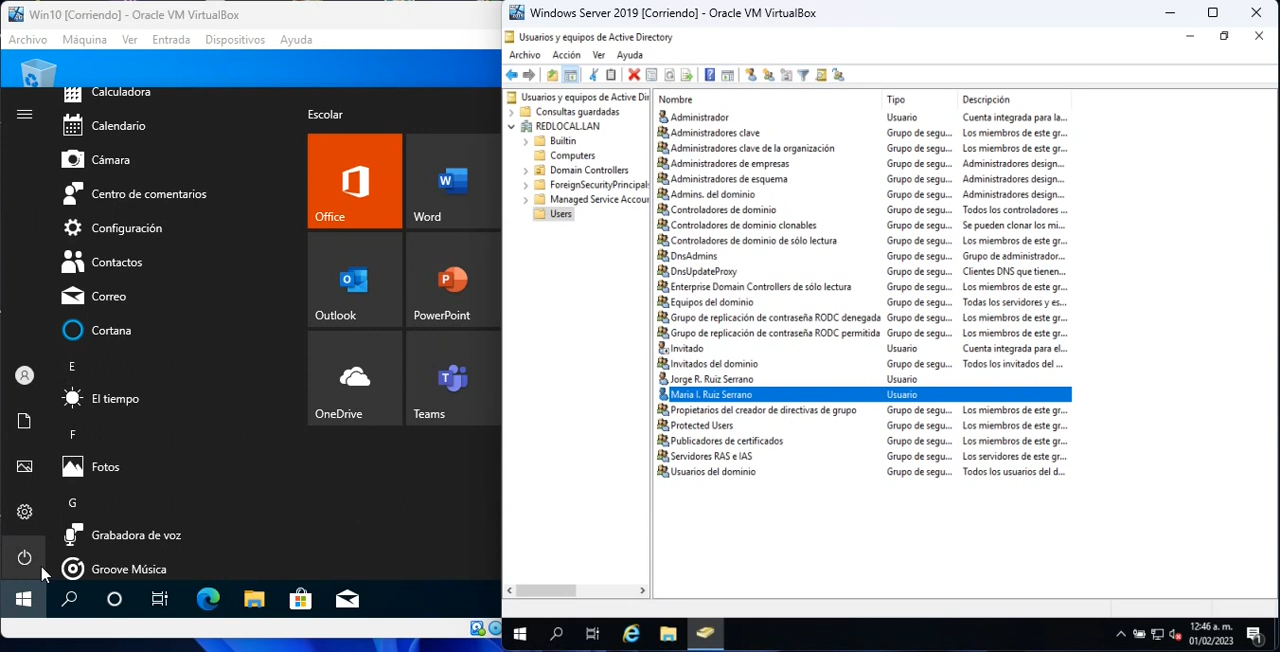 Win10 [Corriendo] - Oracle VM VirtualBox
Archivo Máquina Ver Entrada Dispositivos Ayuda
Calculadora
Calendario
Cámara
Centro de comentarios
Configuración
Contactos
Correo
Cortana
E
El tiempo
F
Fotos
G
Grabadora de voz
Groove Música
Escolar
Office
Word
Outlook
PowerPoint
OneDrive
Teams
Windows Server 2019 [Corriendo] - Oracle VM VirtualBox
Usuarios y equipos de Active Directory
Archivo Acción Ver Ayuda
Usuarios y equipos de Active Dir
Consultas guardadas
REDLOCAL.LAN
Builtin
Computers
Domain Controllers
ForeignSecurityPrincipals
Managed Service Accoun
Users
Nombre Tipo Descripción
Administrador Usuario Cuenta integrada para la...
Administradores clave Grupo de segu... Los miembros de este gr...
Administradores clave de la organización Grupo de segu... Los miembros de este gr...
Administradores de empresas Grupo de segu... Administradores design...
Administradores de esquema Grupo de segu... Administradores design...
Admins. del dominio Grupo de segu... Administradores design...
Controladores de dominio Grupo de segu... Todos los controladores ...
Controladores de dominio clonables Grupo de segu... Se pueden clonar los mi...
Controladores de dominio de sólo lectura Grupo de segu... Los miembros de este gr...
DnsAdmins Grupo de segu... Grupo de administrador...
DnsUpdateProxy Grupo de segu... Clientes DNS que tienen...
Enterprise Domain Controllers de sólo lectura Grupo de segu... Los miembros de este gr...
Equipos del dominio Grupo de segu... Todas los servidores y es...
Grupo de replicación de contraseña RODC denegada Grupo de segu... Los miembros de este gr...
Grupo de replicación de contraseña RODC permitida Grupo de segu... Los miembros de este gr...
Invitado Usuario Cuenta integrada para el...
Invitados del dominio Grupo de segu... Todos los invitados del ...
Jorge R. Ruiz Serrano Usuario
Maria I. Ruiz Serrano Usuario
Propietarios del creador de directivas de grupo Grupo de segu... Los miembros de este gr...
Protected Users Grupo de segu... Los miembros de este gr...
Publicadores de certificados Grupo de segu... Los miembros de este gr...
Servidores RAS e IAS Grupo de segu... Los servidores de este gr...
Usuarios del dominio Grupo de segu... Todos los usuarios del d...
12:46 a. m.
01/02/2023
1